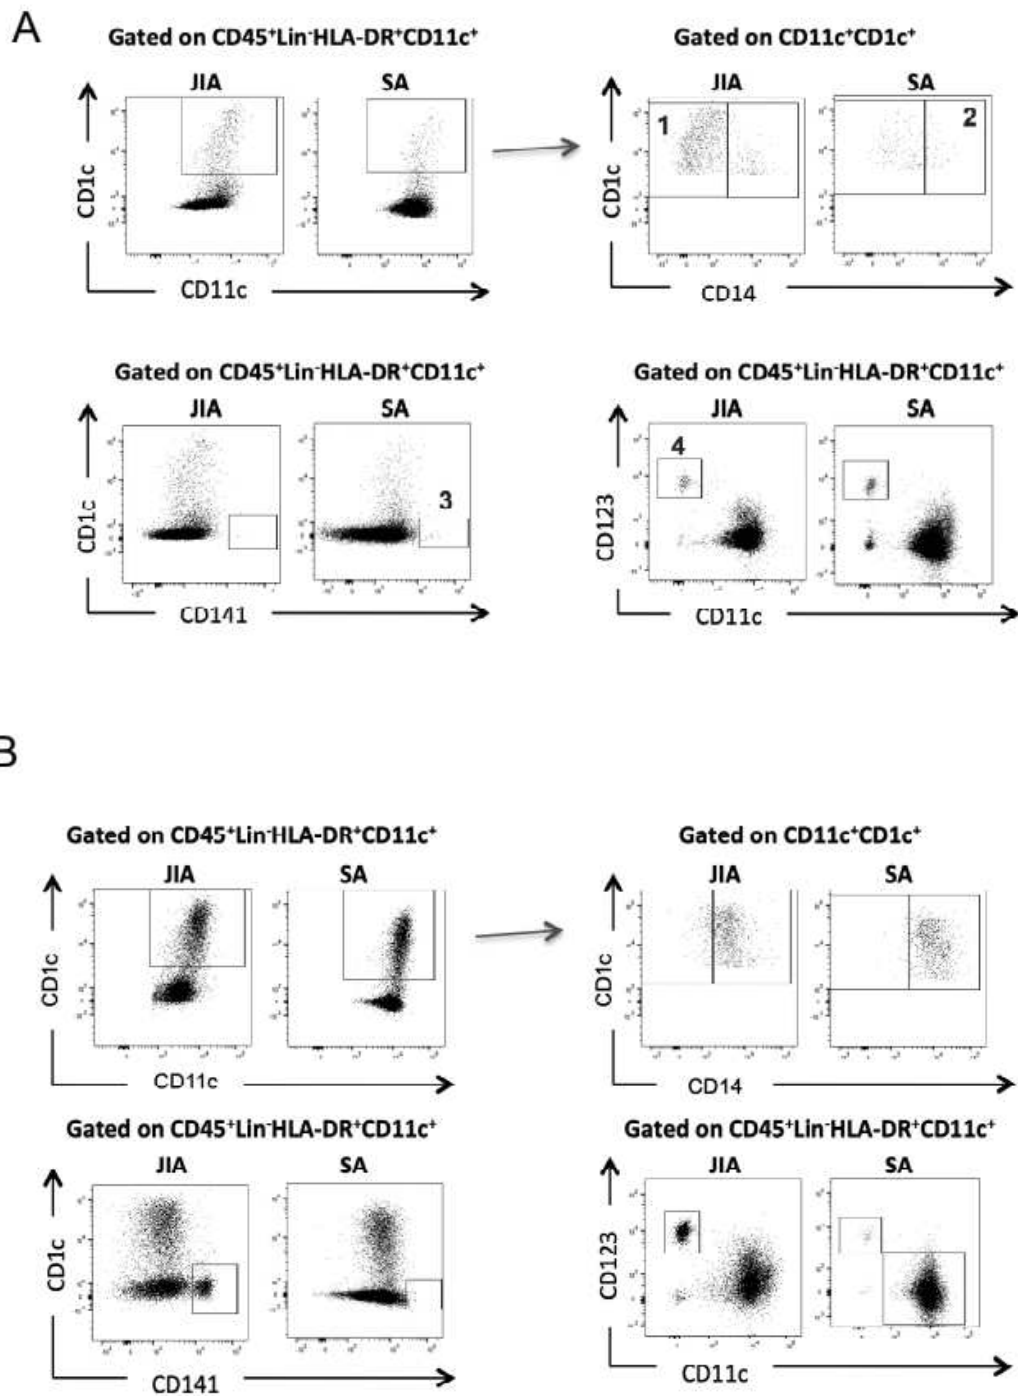 A
Gated on CD45⁺Lin⁻HLA-DR⁺CD11c⁺
Gated on CD11c⁺CD1c⁺
JIA
SA
JIA
SA
CD1c
1
CD1c
2
CD11c
CD14
Gated on CD45⁺Lin⁻HLA-DR⁺CD11c⁺
Gated on CD45⁺Lin⁻HLA-DR⁺CD11c⁺
JIA
SA
JIA
SA
CD1c
3
CD123
4
CD141
CD11c
B
Gated on CD45⁺Lin⁻HLA-DR⁺CD11c⁺
Gated on CD11c⁺CD1c⁺
JIA
SA
JIA
SA
CD1c
CD1c
CD11c
CD14
Gated on CD45⁺Lin⁻HLA-DR⁺CD11c⁺
Gated on CD45⁺Lin⁻HLA-DR⁺CD11c⁺
JIA
SA
JIA
SA
CD1c
CD123
CD141
CD11c